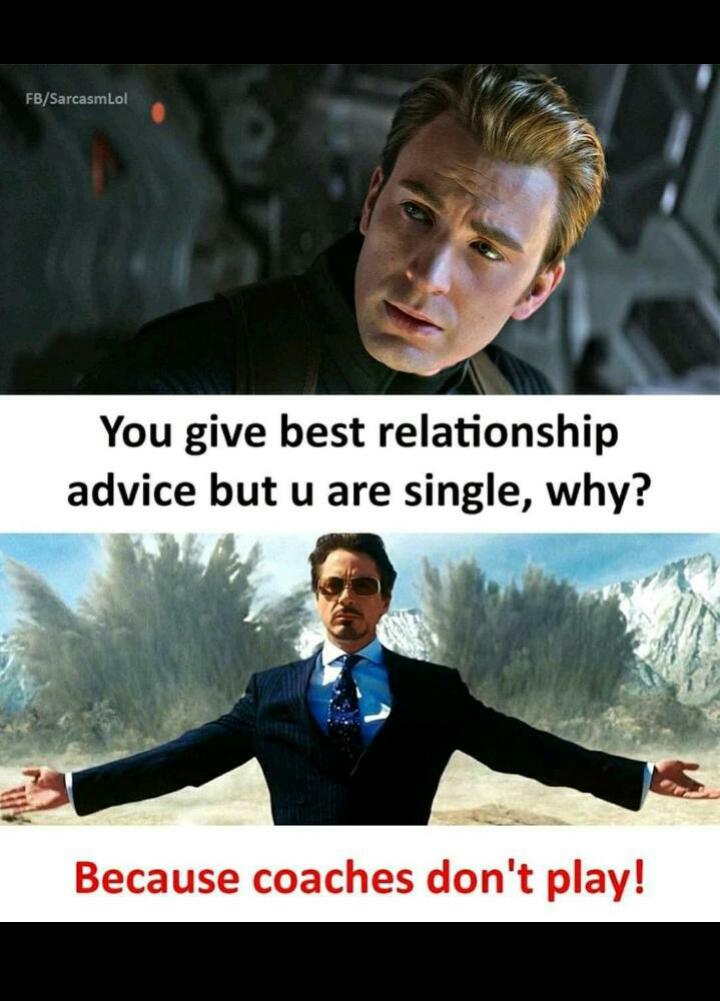 FB/SarcasmLol
You give best relationship
advice but u are single, why?
Because coaches don't play!